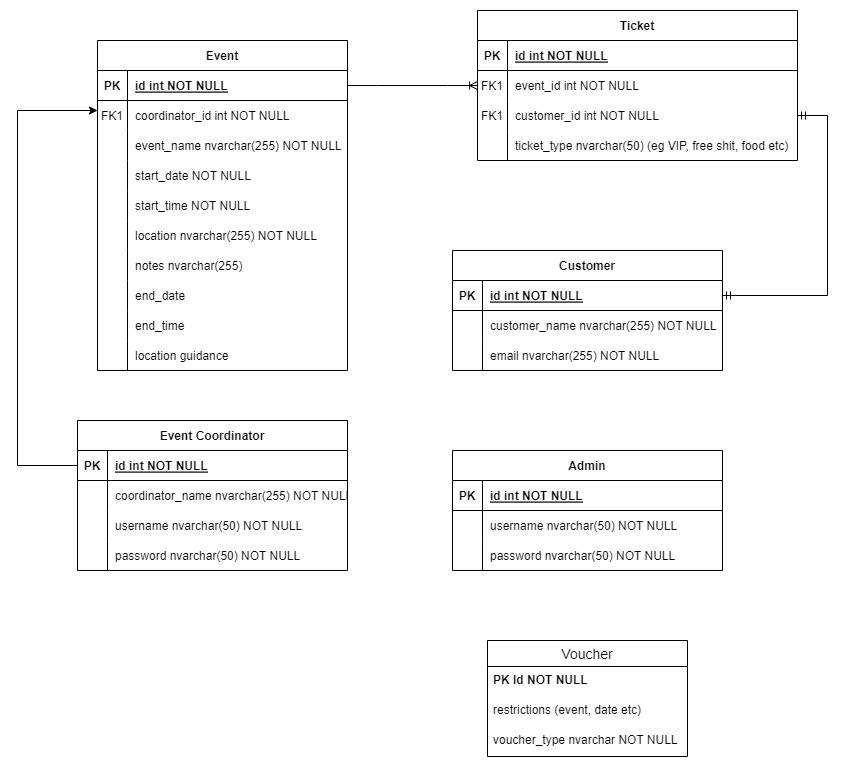 Event
PK id int NOT NULL
FK1 coordinator_id int NOT NULL
event_name nvarchar(255) NOT NULL
start_date NOT NULL
start_time NOT NULL
location nvarchar(255) NOT NULL
notes nvarchar(255)
end_date
end_time
location guidance
Ticket
PK id int NOT NULL
FK1 event_id int NOT NULL
FK1 customer_id int NOT NULL
ticket_type nvarchar(50) (eg VIP, free shit, food etc)
Customer
PK id int NOT NULL
customer_name nvarchar(255) NOT NULL
email nvarchar(255) NOT NULL
Event Coordinator
PK id int NOT NULL
coordinator_name nvarchar(255) NOT NULL
username nvarchar(50) NOT NULL
password nvarchar(50) NOT NULL
Admin
PK id int NOT NULL
username nvarchar(50) NOT NULL
password nvarchar(50) NOT NULL
Voucher
PK Id NOT NULL
restrictions (event, date etc)
voucher_type nvarchar NOT NULL